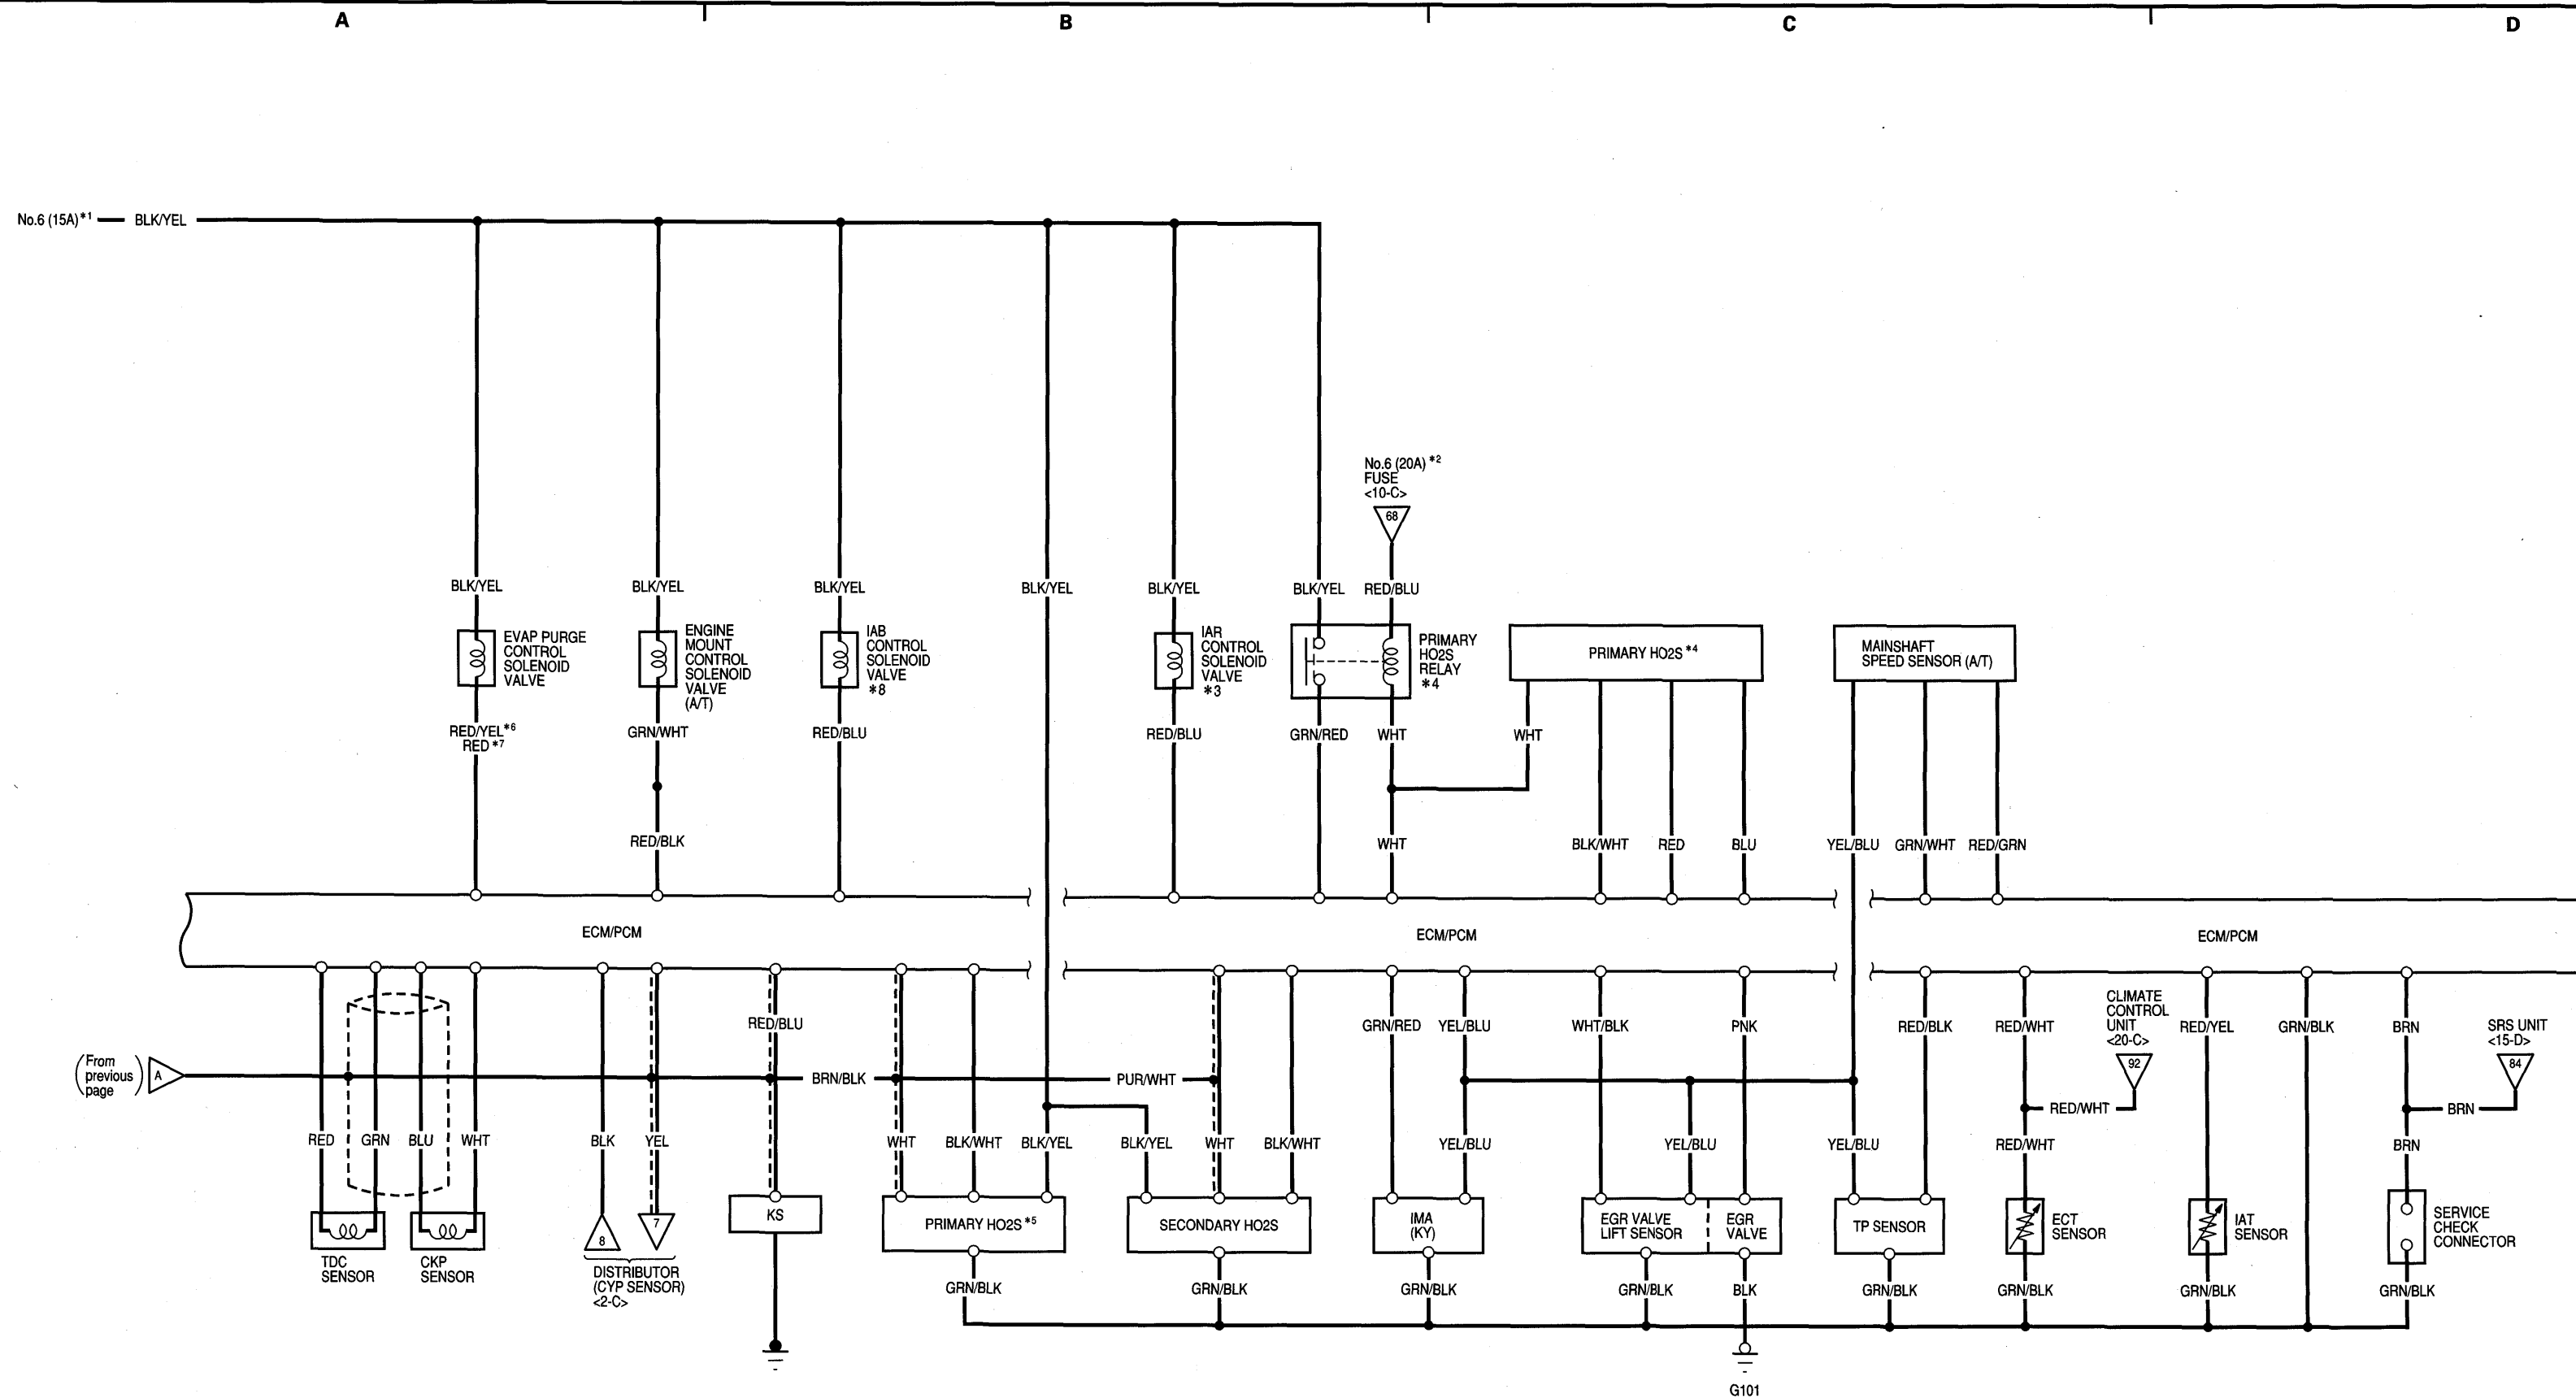 A B C D
No.6 (15A)*1 BLK/YEL
No.6 (20A) *2
FUSE
<10-C>
68
BLK/YEL BLK/YEL BLK/YEL BLK/YEL BLK/YEL BLK/YEL RED/BLU
EVAP PURGE
CONTROL
SOLENOID
VALVE
ENGINE
MOUNT
CONTROL
SOLENOID
VALVE
(A/T)
IAB
CONTROL
SOLENOID
VALVE
*8
IAR
CONTROL
SOLENOID
VALVE
*3
PRIMARY
HO2S
RELAY
*4
PRIMARY HO2S *4
MAINSHAFT
SPEED SENSOR (A/T)
RED/YEL*6
RED*7
GRN/WHT RED/BLU RED/BLU GRN/RED WHT WHT
RED/BLK WHT BLK/WHT RED BLU YEL/BLU GRN/WHT RED/GRN
ECM/PCM ECM/PCM ECM/PCM
CLIMATE
CONTROL
UNIT
<20-C>
92
SRS UNIT
<15-D>
84
RED/BLU GRN/RED YEL/BLU WHT/BLK PNK RED/BLK RED/WHT RED/YEL GRN/BLK BRN
(From
previous
page)
A
BRN/BLK PUR/WHT RED/WHT BRN
RED GRN BLU WHT BLK YEL WHT BLK/WHT BLK/YEL BLK/YEL WHT BLK/WHT YEL/BLU YEL/BLU YEL/BLU RED/WHT BRN
TDC
SENSOR
CKP
SENSOR
8
7
DISTRIBUTOR
(CYP SENSOR)
<2-C>
KS
PRIMARY HO2S *5
SECONDARY HO2S
IMA
(KY)
EGR VALVE
LIFT SENSOR
EGR
VALVE
TP SENSOR
ECT
SENSOR
IAT
SENSOR
SERVICE
CHECK
CONNECTOR
GRN/BLK GRN/BLK GRN/BLK GRN/BLK BLK GRN/BLK GRN/BLK GRN/BLK GRN/BLK
G101